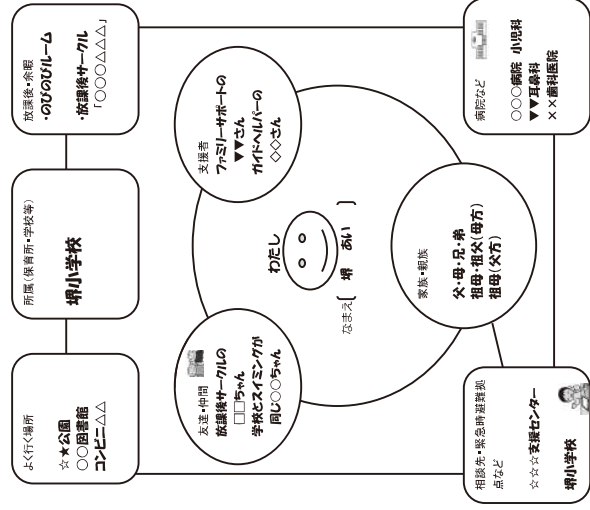 よく行く場所
☆★公園
○○図書館
コンビニ△△
所属(保育所・学校等)
堺小学校
放課後・余暇
・のびのびルーム
・放課後サークル
「○○○△△△」
友達・仲間
放課後サークルの
□□ちゃん
学校とスイミングが
同じ○○ちゃん
わたし
なまえ[ 堺 あい ]
支援者
ファミリーサポートの
▼▼さん
ガイドヘルパーの
◇◇さん
家族・親族
父・母・兄・弟
祖母・祖父(母方)
祖母(父方)
相談先・緊急時避難拠
点など
☆☆☆支援センター
堺小学校
病院など
○○○病院 小児科
▼▼耳鼻科
××歯科医院